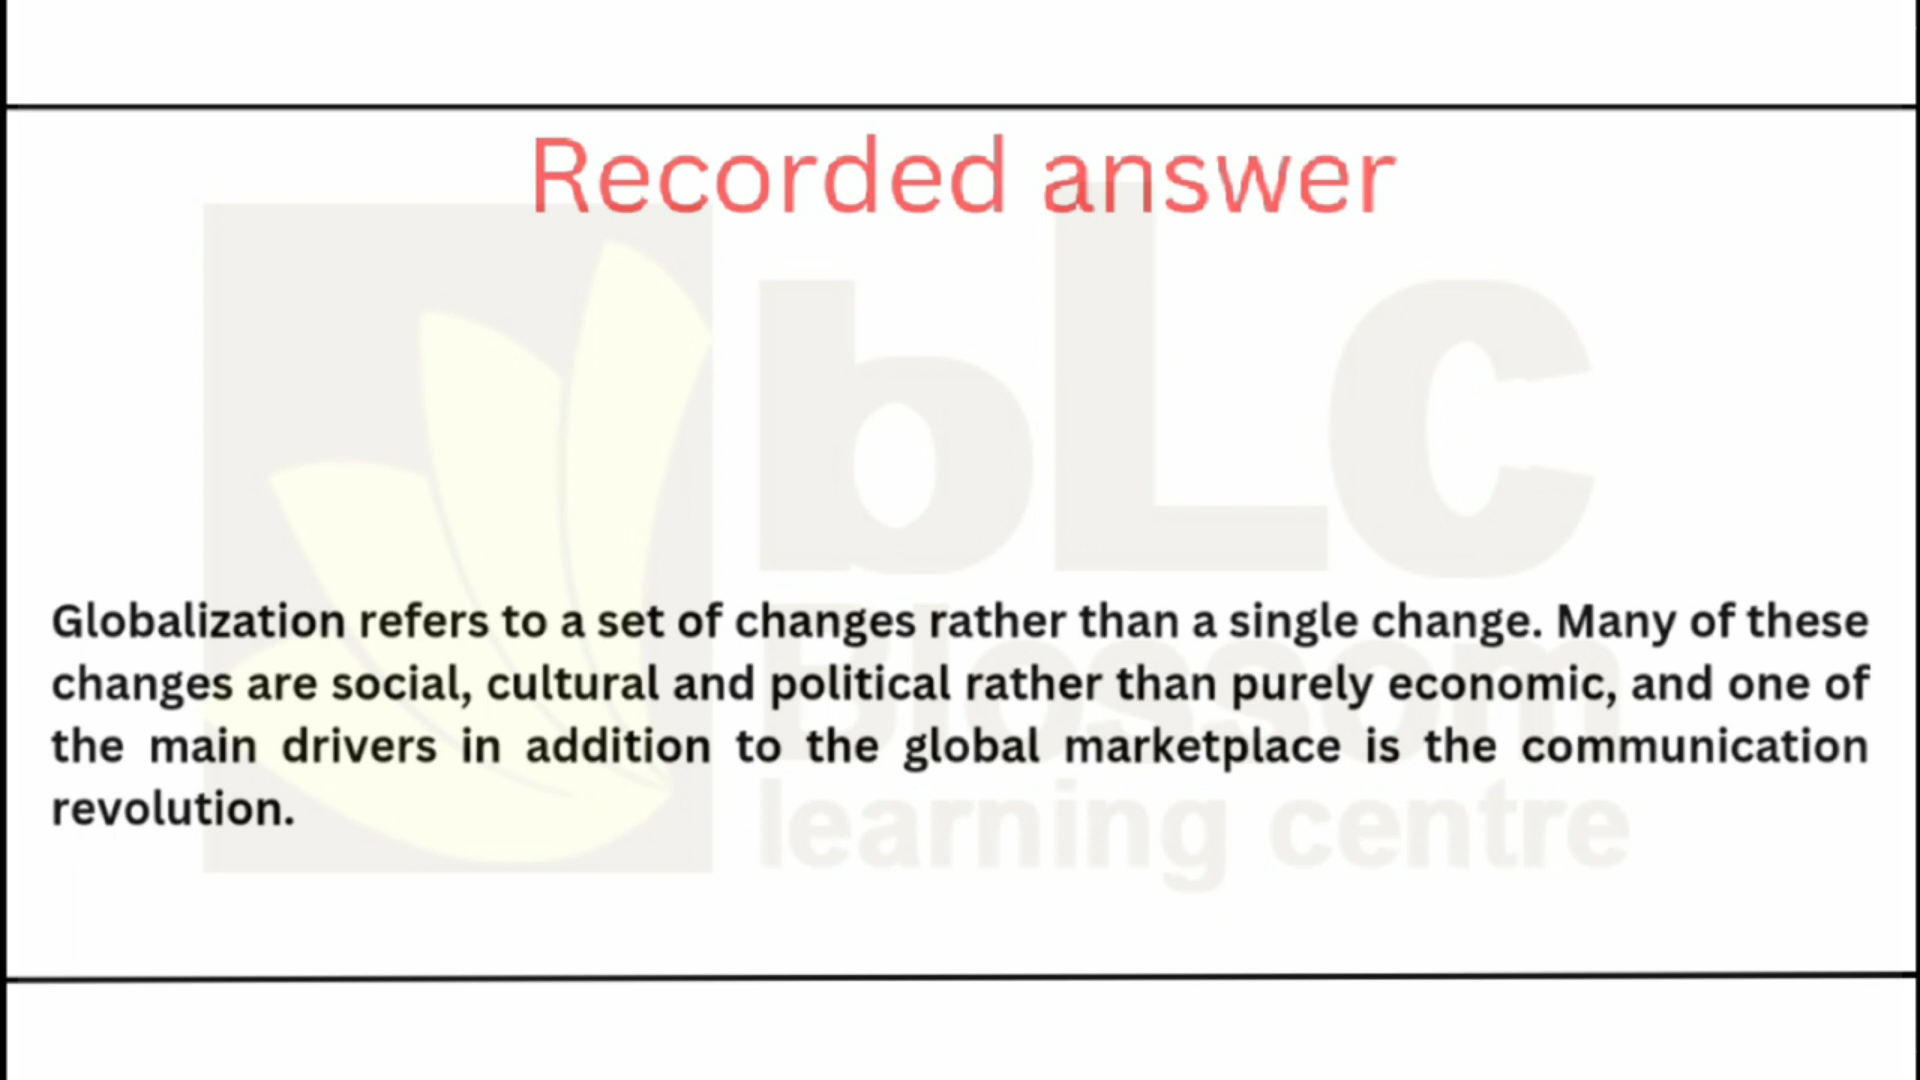 Recorded answer
bLc
Blossom
learning centre
Globalization refers to a set of changes rather than a single change. Many of these
changes are social, cultural and political rather than purely economic, and one of
the main drivers in addition to the global marketplace is the communication
revolution.